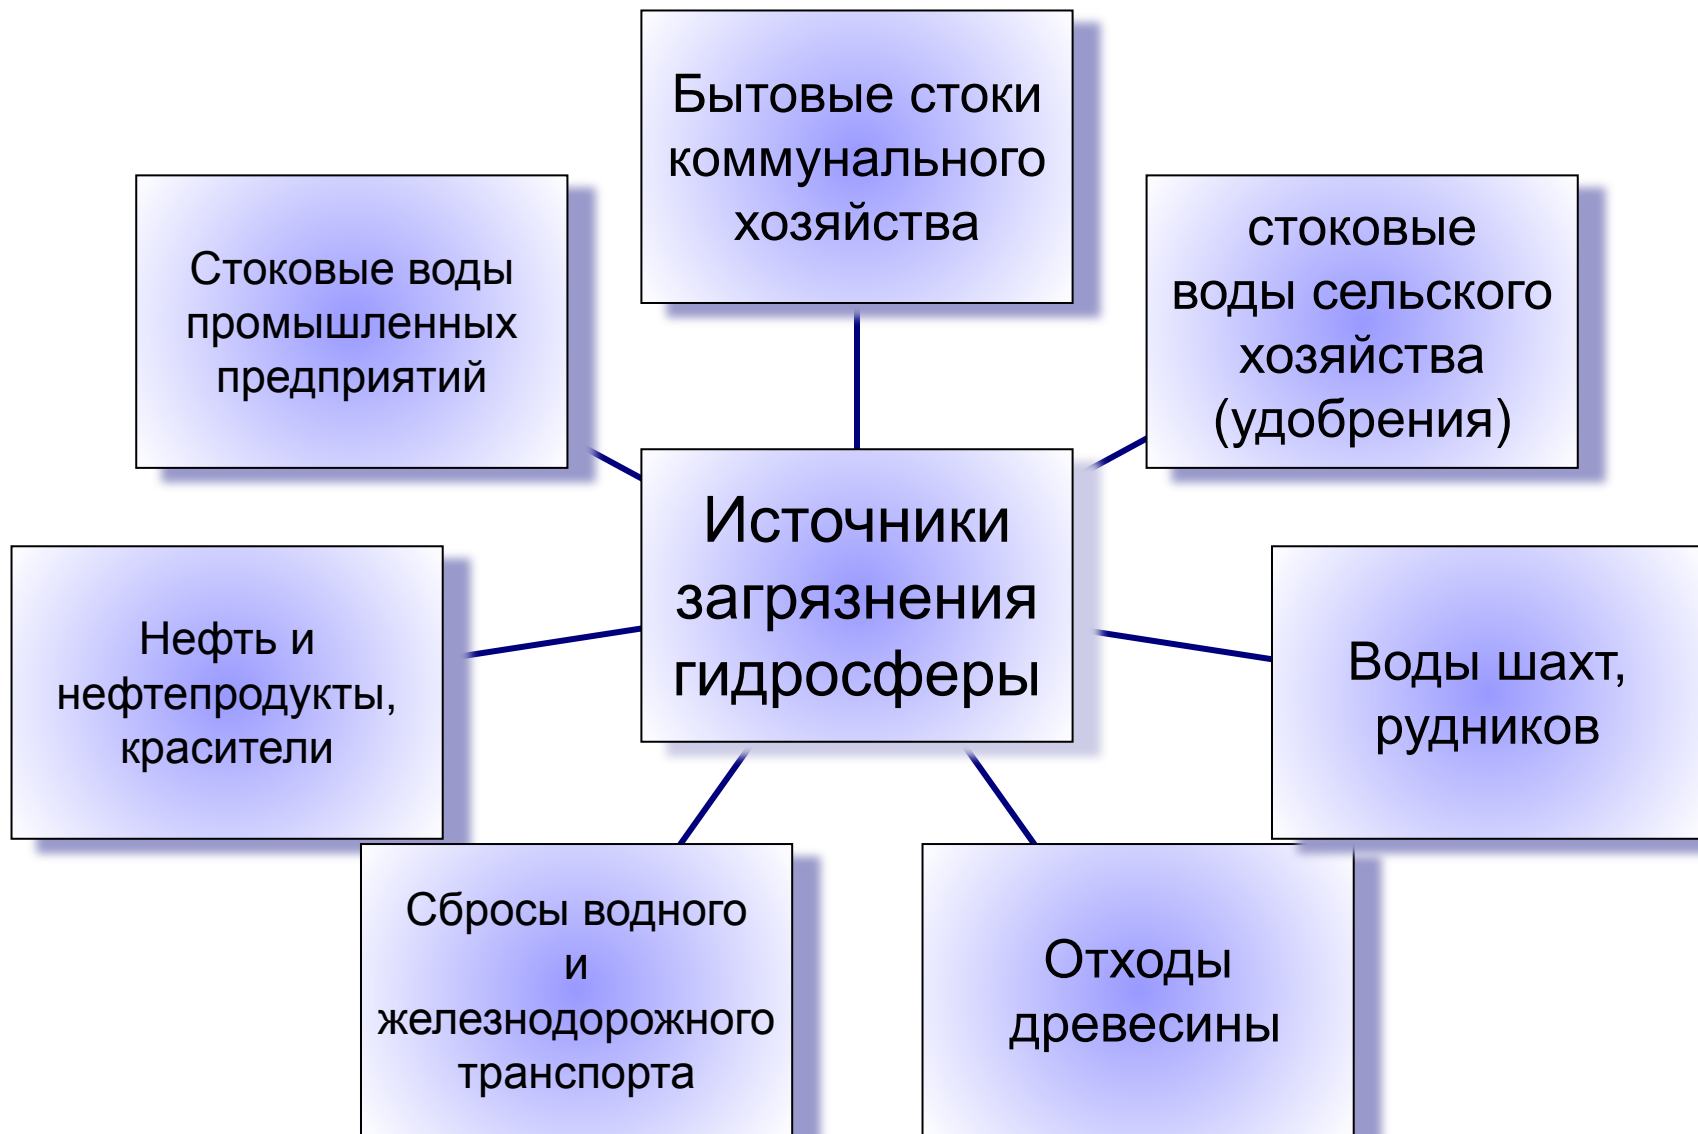 Бытовые стоки
коммунального
хозяйства
Стоковые воды
промышленных
предприятий
стоковые
воды сельского
хозяйства
(удобрения)
Источники
загрязнения
гидросферы
Нефть и
нефтепродукты,
красители
Воды шахт,
рудников
Сбросы водного
и
железнодорожного
транспорта
Отходы
древесины